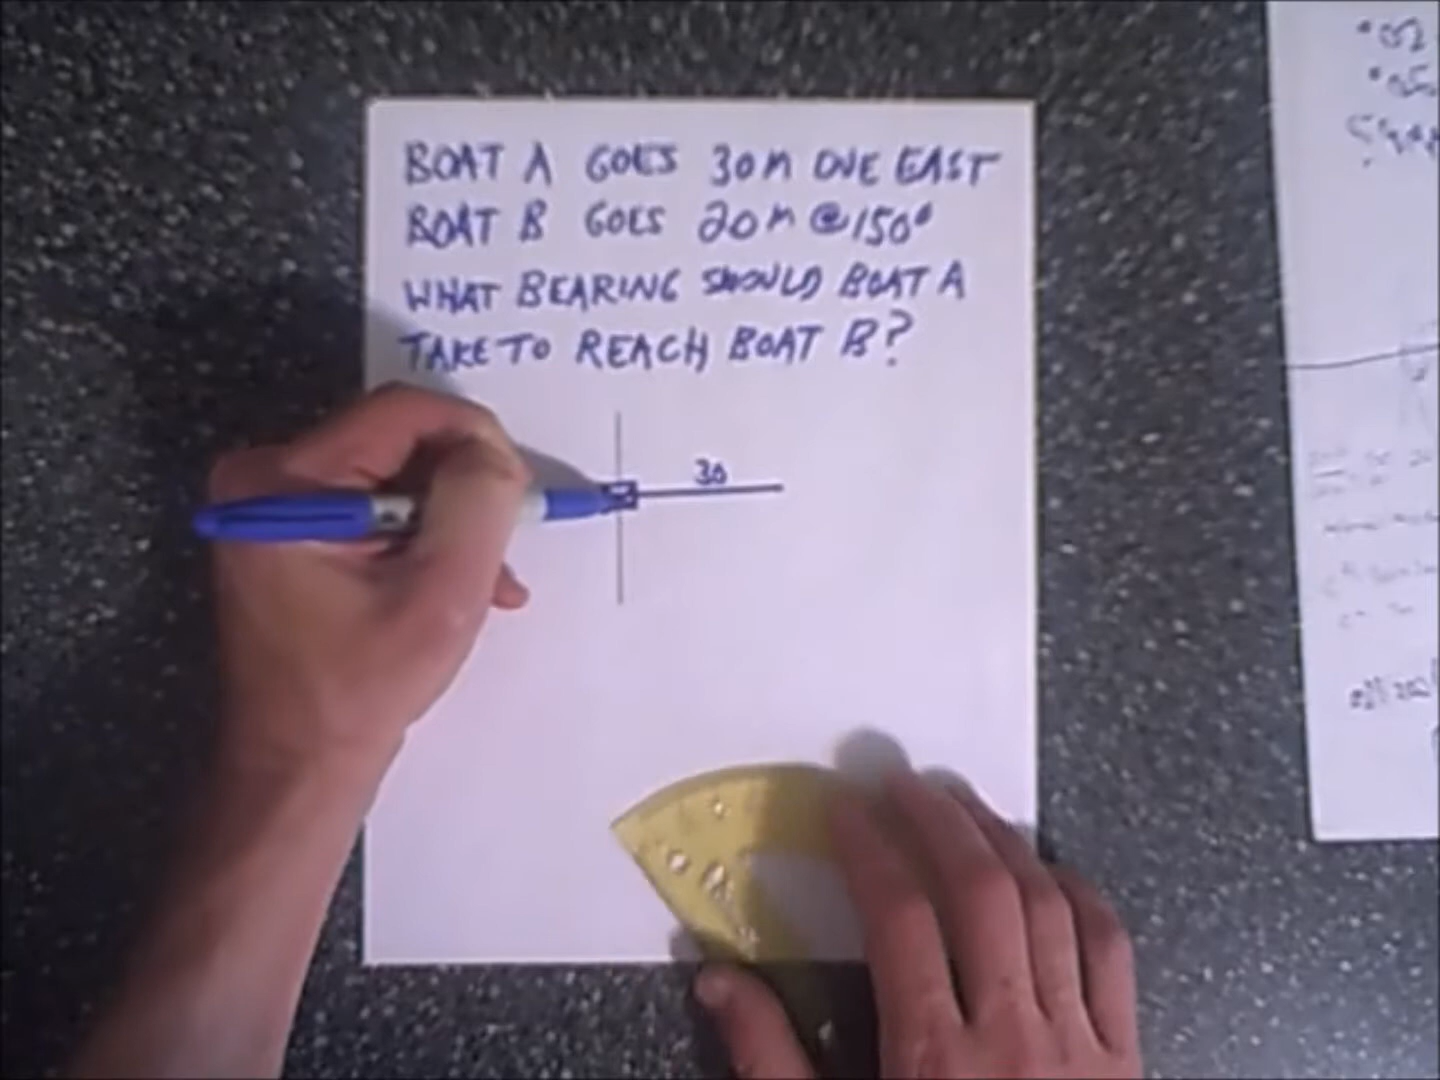 BOAT A GOES 30M DUE EAST
BOAT B GOES 20M @ 150°
WHAT BEARING SHOULD BOAT A
TAKE TO REACH BOAT B?
30